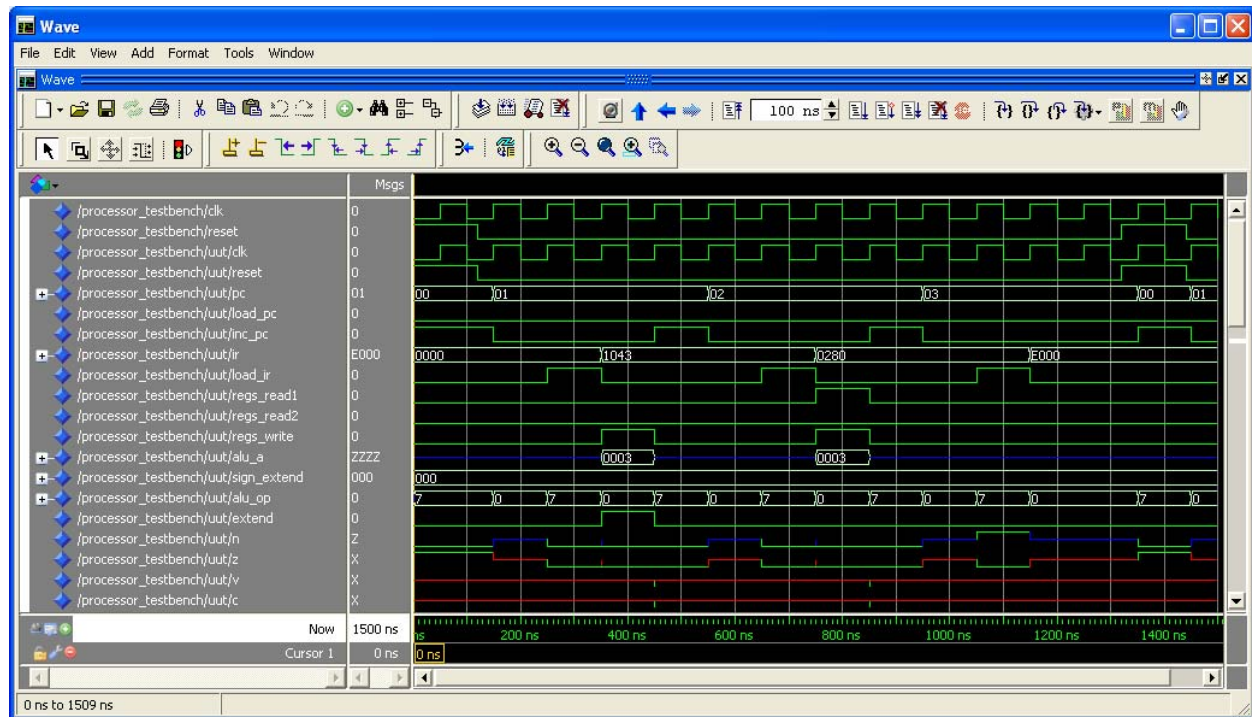 Wave
File Edit View Add Format Tools Window
Wave
100 ns
Msgs
/processor_testbench/clk 0
/processor_testbench/reset 0
/processor_testbench/uut/clk 0
/processor_testbench/uut/reset 0
/processor_testbench/uut/pc 01 00 01 02 03 00 01
/processor_testbench/uut/load_pc 0
/processor_testbench/uut/inc_pc 0
/processor_testbench/uut/ir E000 0000 1043 0280 E000
/processor_testbench/uut/load_ir 0
/processor_testbench/uut/regs_read1 0
/processor_testbench/uut/regs_read2 0
/processor_testbench/uut/regs_write 0
/processor_testbench/uut/alu_a ZZZZ 0003 0003
/processor_testbench/uut/sign_extend 000 000
/processor_testbench/uut/alu_op 0 7 0 7 0 7 0 7 0 7 0 7 0 7 0
/processor_testbench/uut/extend 0
/processor_testbench/uut/n Z
/processor_testbench/uut/z X
/processor_testbench/uut/v X
/processor_testbench/uut/c X
Now 1500 ns ns 200 ns 400 ns 600 ns 800 ns 1000 ns 1200 ns 1400 ns
Cursor 1 0 ns 0 ns
0 ns to 1509 ns